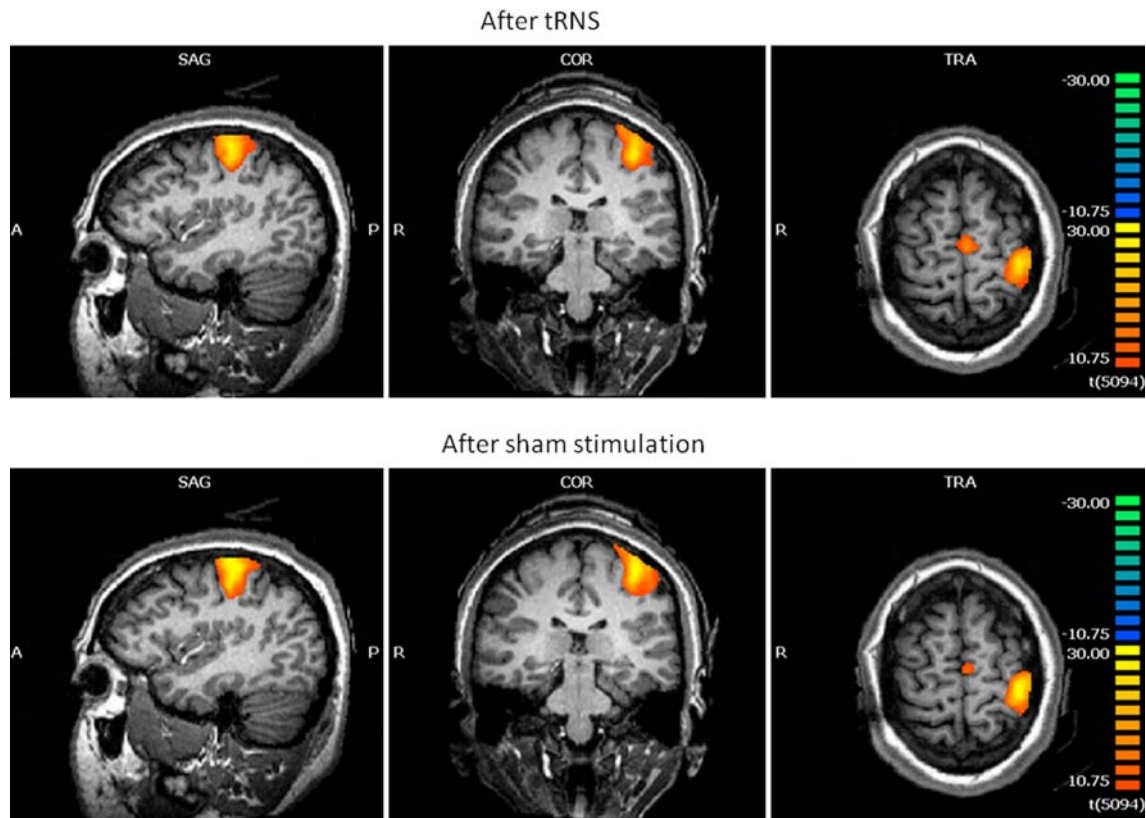 After tRNS
SAG
COR
TRA
A
P
R
R
-30.00
-10.75
30.00
10.75
t(5094)
After sham stimulation
SAG
COR
TRA
A
P
R
R
-30.00
-10.75
30.00
10.75
t(5094)